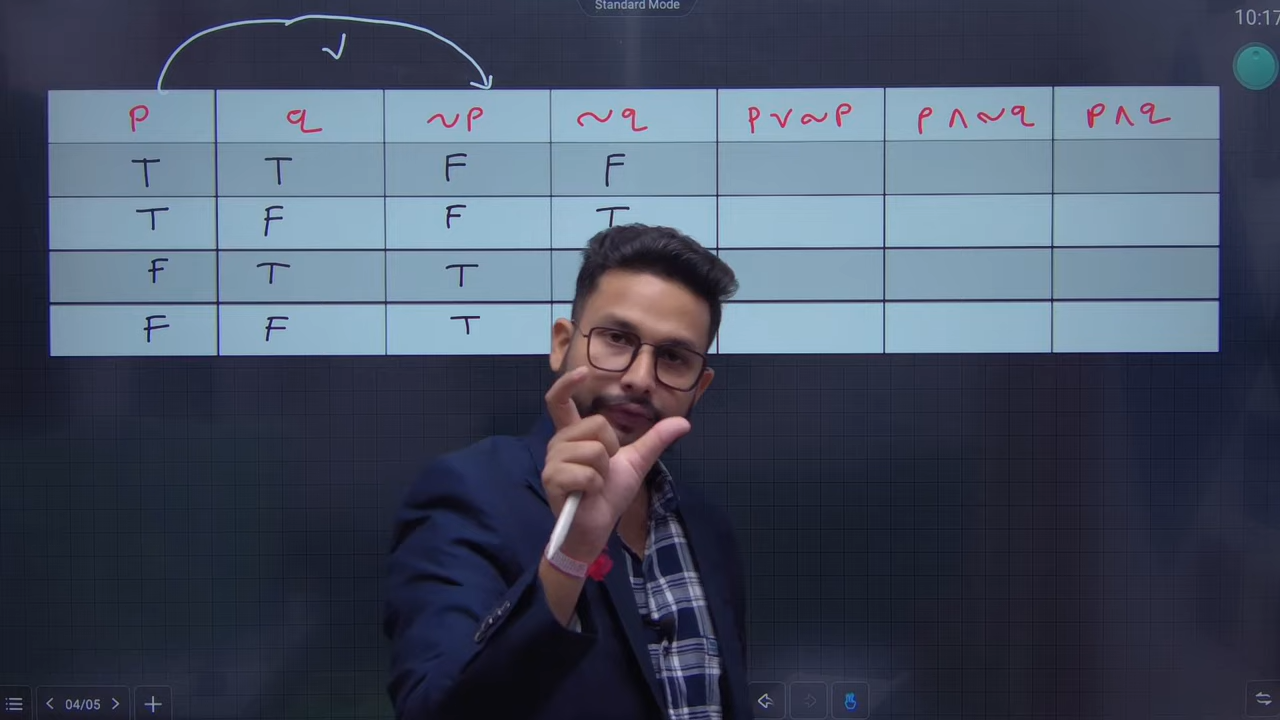 Standard Mode
10:17
✓
P q ~P ~q P ∨ ~P P ∧ ~q P ∧ q
T T F F
T F F T
F T T
F F T
04/05